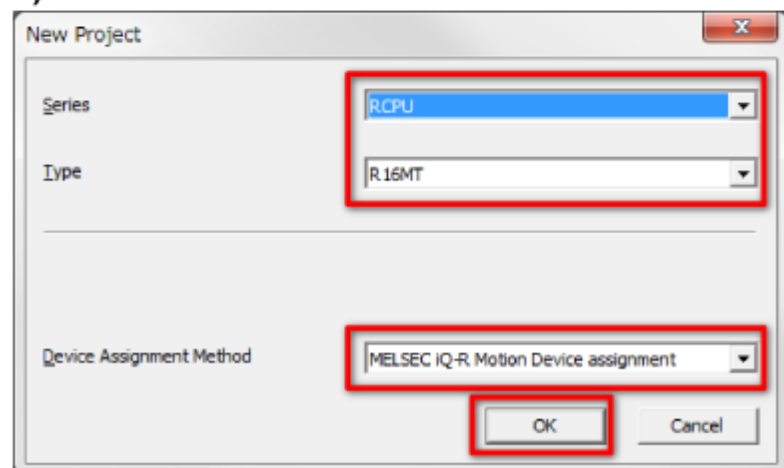 New Project
Series RCPU
Type R16MT
Device Assignment Method MELSEC iQ-R Motion Device assignment
OK Cancel